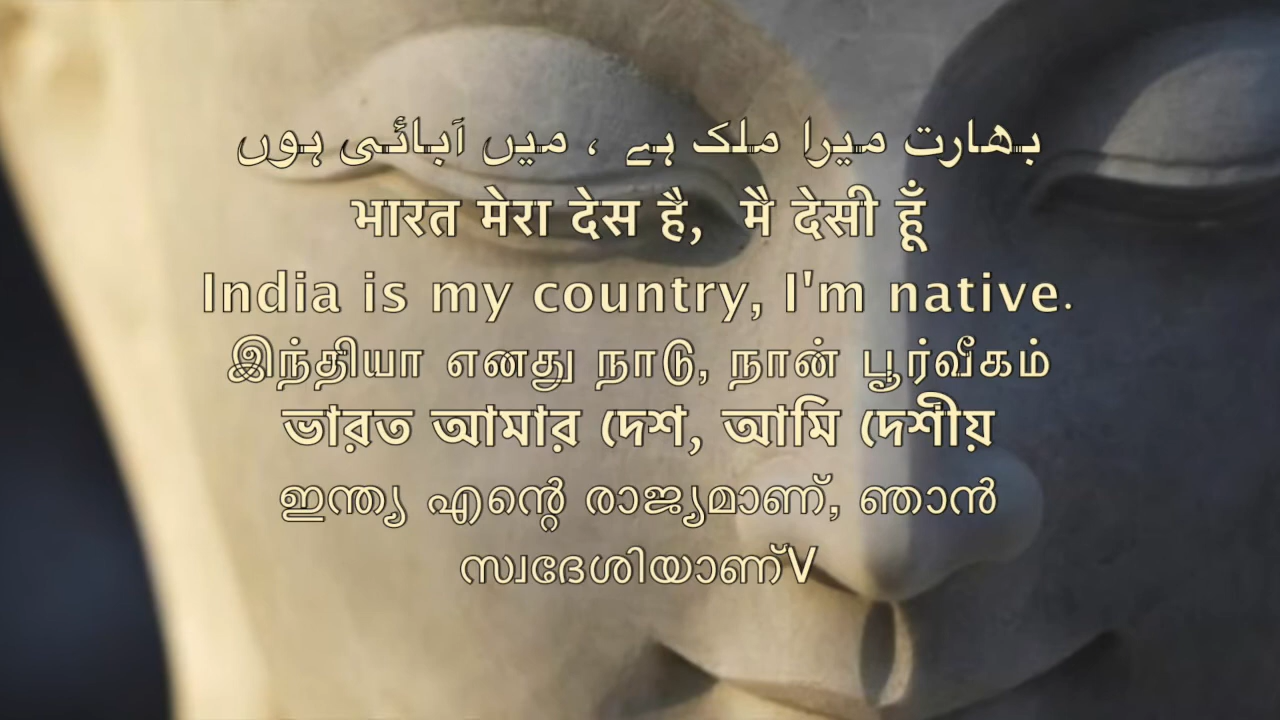 بھارت میرا ملک ہے ، میں آبائی ہوں
भारत मेरा देस है, मै देसी हूँ
India is my country, I'm native.
இந்தியா எனது நாடு, நான் பூர்வீகம்
ভারত আমার দেশ, আমি দেশীয়
ഇന്ത്യ എന്റെ രാജ്യമാണ്, ഞാൻ
സ്വദേശിയാണ്V